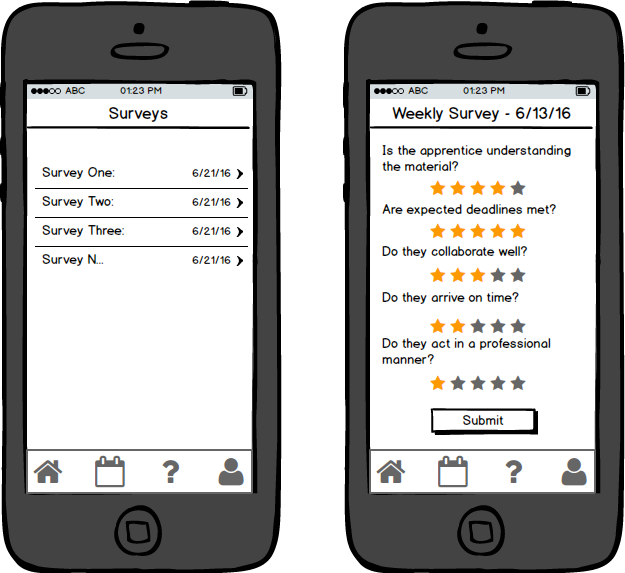 ABC 01:23 PM
Surveys
Survey One: 6/21/16
Survey Two: 6/21/16
Survey Three: 6/21/16
Survey N... 6/21/16
?
ABC 01:23 PM
Weekly Survey - 6/13/16
Is the apprentice understanding
the material?
Are expected deadlines met?
Do they collaborate well?
Do they arrive on time?
Do they act in a professional
manner?
Submit
?